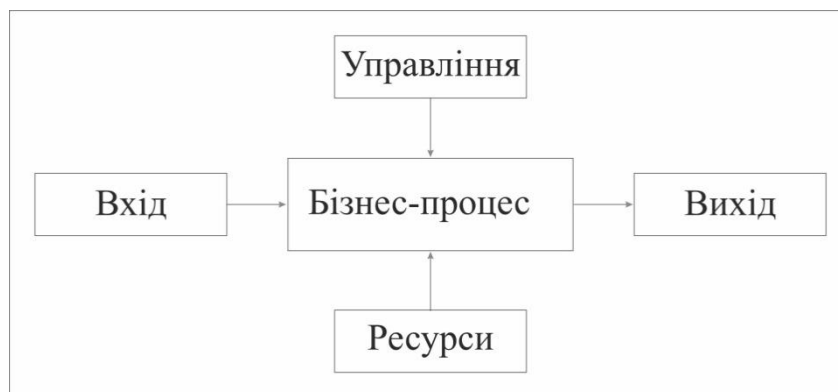 Управління
Вхід
Бізнес-процес
Вихід
Ресурси